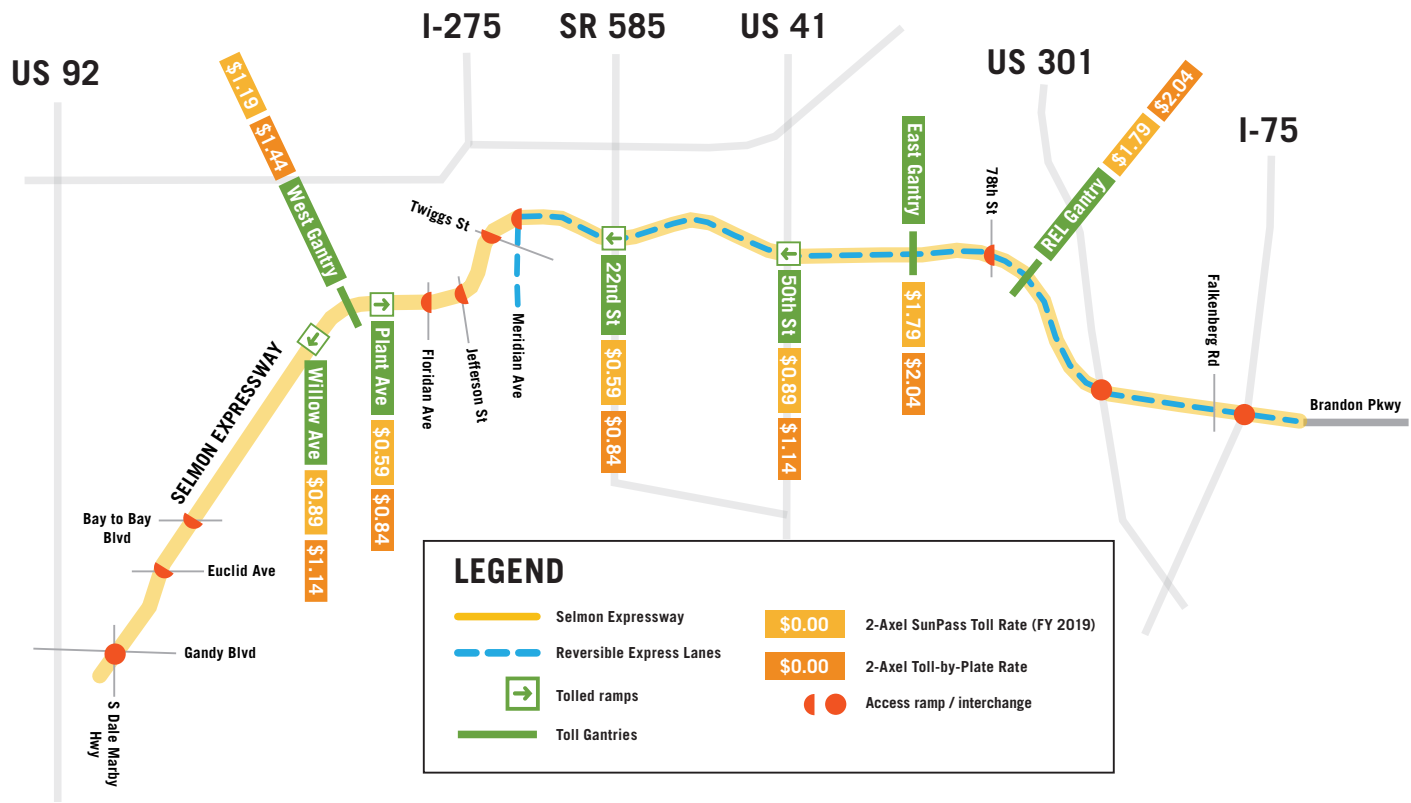 US 92
I-275
SR 585
US 41
US 301
I-75
$1.19
$1.44
West Gantry
Twiggs St
Meridian Ave
East Gantry
$1.79
$2.04
78th St
REL Gantry
$1.79
$2.04
Falkenberg Rd
Brandon Pkwy
22nd St
$0.59
$0.84
50th St
$0.89
$1.14
Floridan Ave
Jefferson St
Plant Ave
$0.59
$0.84
Willow Ave
$0.89
$1.14
SELMON EXPRESSWAY
Bay to Bay
Blvd
Euclid Ave
Gandy Blvd
S Dale Marby
Hwy
LEGEND
Selmon Expressway
Reversible Express Lanes
Tolled ramps
Toll Gantries
$0.00
2-Axel SunPass Toll Rate (FY 2019)
$0.00
2-Axel Toll-by-Plate Rate
Access ramp / interchange